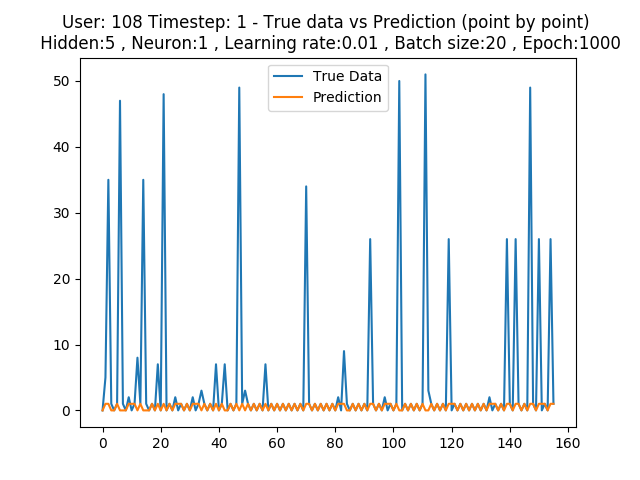 User: 108 Timestep: 1 - True data vs Prediction (point by point)
Hidden:5 , Neuron:1 , Learning rate:0.01 , Batch size:20 , Epoch:1000
True Data
Prediction
50
40
30
20
10
0
0 20 40 60 80 100 120 140 160